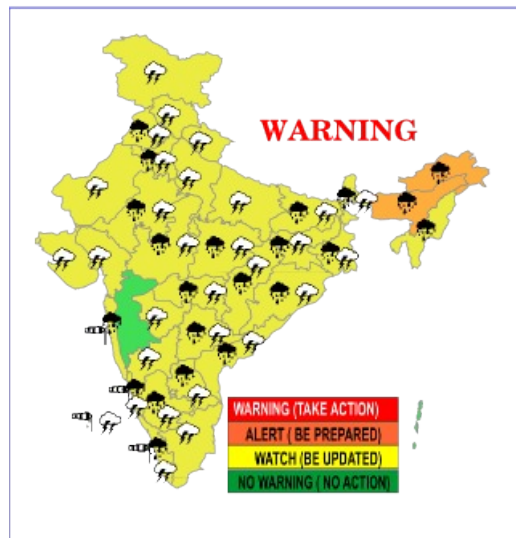 WARNING
WARNING (TAKE ACTION)
ALERT ( BE PREPARED)
WATCH (BE UPDATED)
NO WARNING ( NO ACTION)